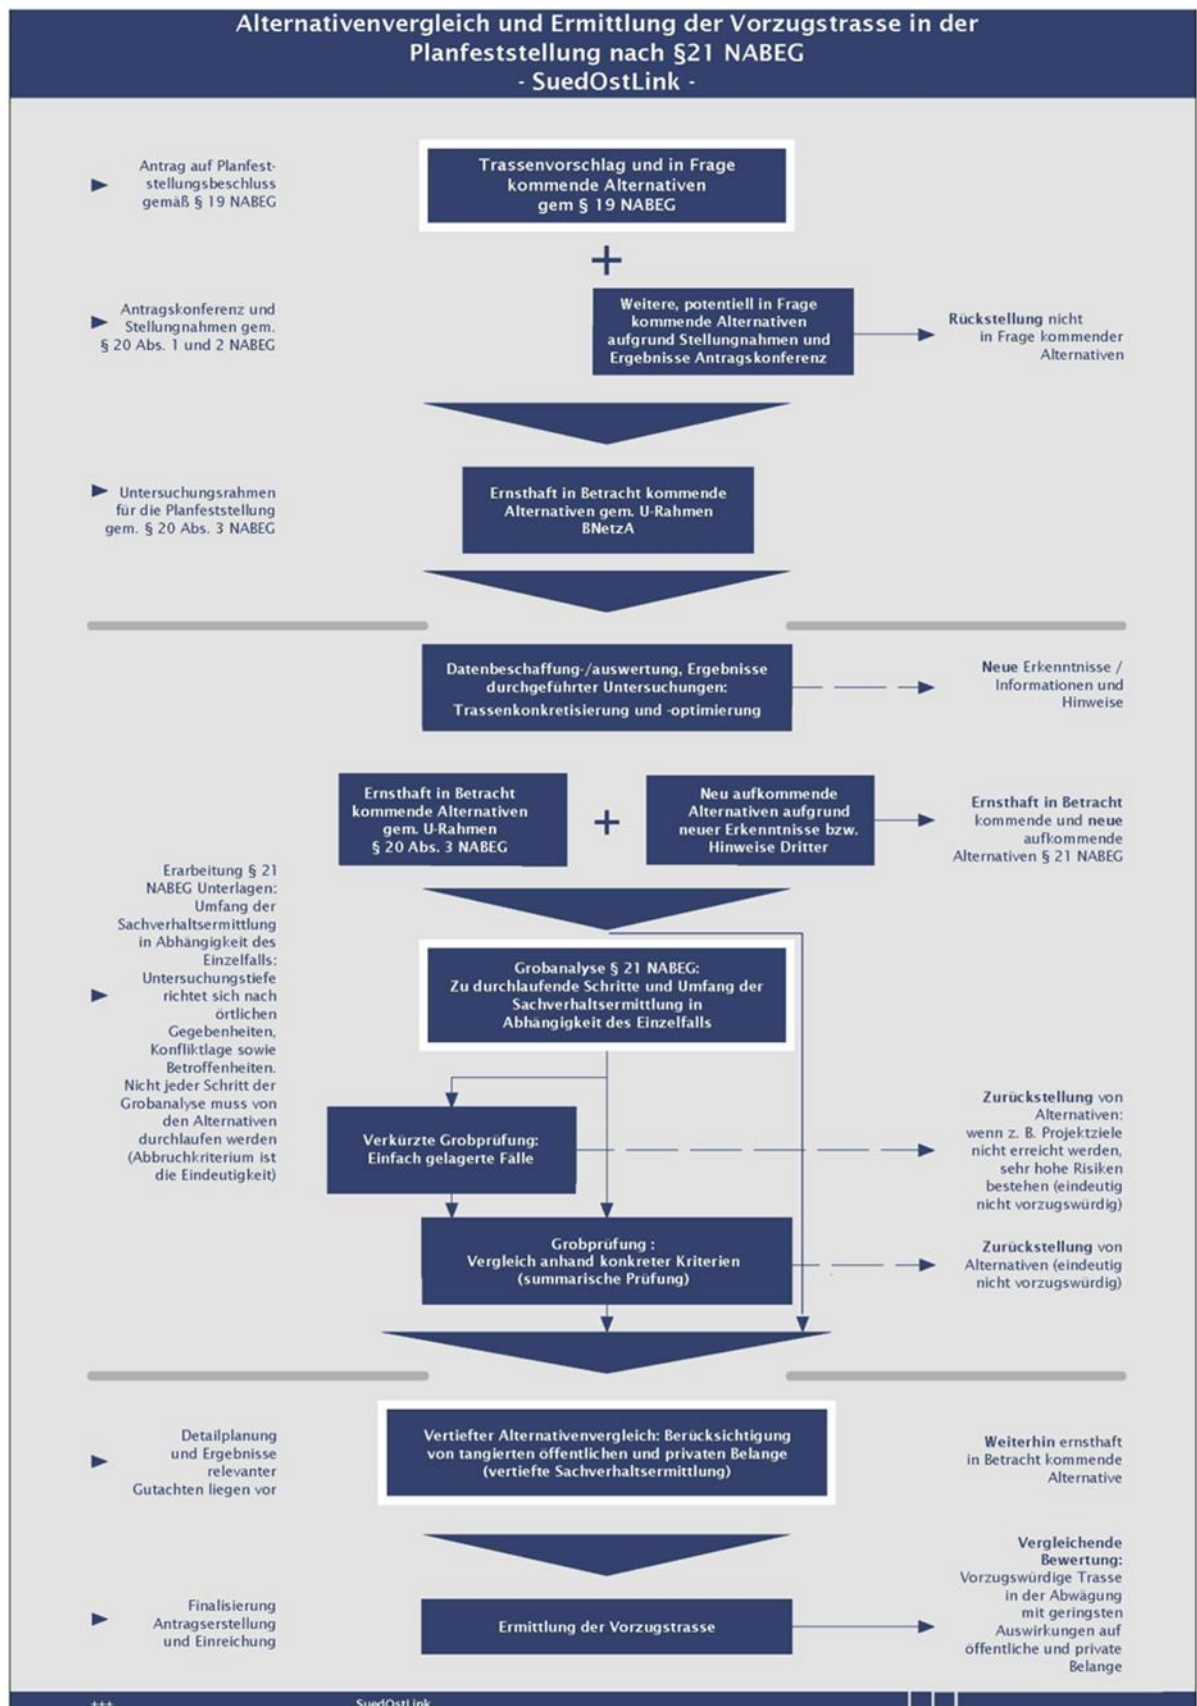 Alternativenvergleich und Ermittlung der Vorzugstrasse in der
Planfeststellung nach §21 NABEG
- SuedOstLink -
Antrag auf Planfest-
stellungsbeschluss
gemäß § 19 NABEG
Trassenvorschlag und in Frage
kommende Alternativen
gem § 19 NABEG
+
Antragskonferenz und
Stellungnahmen gem.
§ 20 Abs. 1 und 2 NABEG
Weitere, potentiell in Frage
kommende Alternativen
aufgrund Stellungnahmen und
Ergebnisse Antragskonferenz
Rückstellung nicht
in Frage kommender
Alternativen
Untersuchungsrahmen
für die Planfeststellung
gem. § 20 Abs. 3 NABEG
Ernsthaft in Betracht kommende
Alternativen gem. U-Rahmen
BNetzA
Datenbeschaffung-/auswertung, Ergebnisse
durchgeführter Untersuchungen:
Trassenkonkretisierung und -optimierung
Neue Erkenntnisse /
Informationen und
Hinweise
Ernsthaft in Betracht
kommende Alternativen
gem. U-Rahmen
§ 20 Abs. 3 NABEG
+
Neu aufkommende
Alternativen aufgrund
neuer Erkenntnisse bzw.
Hinweise Dritter
Ernsthaft in Betracht
kommende und neue
aufkommende
Alternativen § 21 NABEG
Erarbeitung § 21
NABEG Unterlagen:
Umfang der
Sachverhaltsermittlung
in Abhängigkeit des
Einzelfalls:
Untersuchungstiefe
richtet sich nach
örtlichen
Gegebenheiten,
Konfliktlage sowie
Betroffenheiten.
Nicht jeder Schritt der
Grobanalyse muss von
den Alternativen
durchlaufen werden
(Abbruchkriterium ist
die Eindeutigkeit)
Grobanalyse § 21 NABEG:
Zu durchlaufende Schritte und Umfang der
Sachverhaltsermittlung in
Abhängigkeit des Einzelfalls
Verkürzte Grobprüfung:
Einfach gelagerte Fälle
Zurückstellung von
Alternativen:
wenn z. B. Projektziele
nicht erreicht werden,
sehr hohe Risiken
bestehen (eindeutig
nicht vorzugswürdig)
Grobprüfung :
Vergleich anhand konkreter Kriterien
(summarische Prüfung)
Zurückstellung von
Alternativen (eindeutig
nicht vorzugswürdig)
Detailplanung
und Ergebnisse
relevanter
Gutachten liegen vor
Vertiefter Alternativenvergleich: Berücksichtigung
von tangierten öffentlichen und privaten Belange
(vertiefte Sachverhaltsermittlung)
Weiterhin ernsthaft
in Betracht kommende
Alternative
Finalisierung
Antragserstellung
und Einreichung
Ermittlung der Vorzugstrasse
Vergleichende
Bewertung:
Vorzugswürdige Trasse
in der Abwägung
mit geringsten
Auswirkungen auf
öffentliche und private
Belange
+++ SuedOstLink